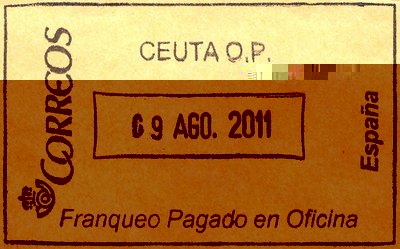 CEUTA O.P.
CORREOS
09 AGO. 2011
España
Franqueo Pagado en Oficina